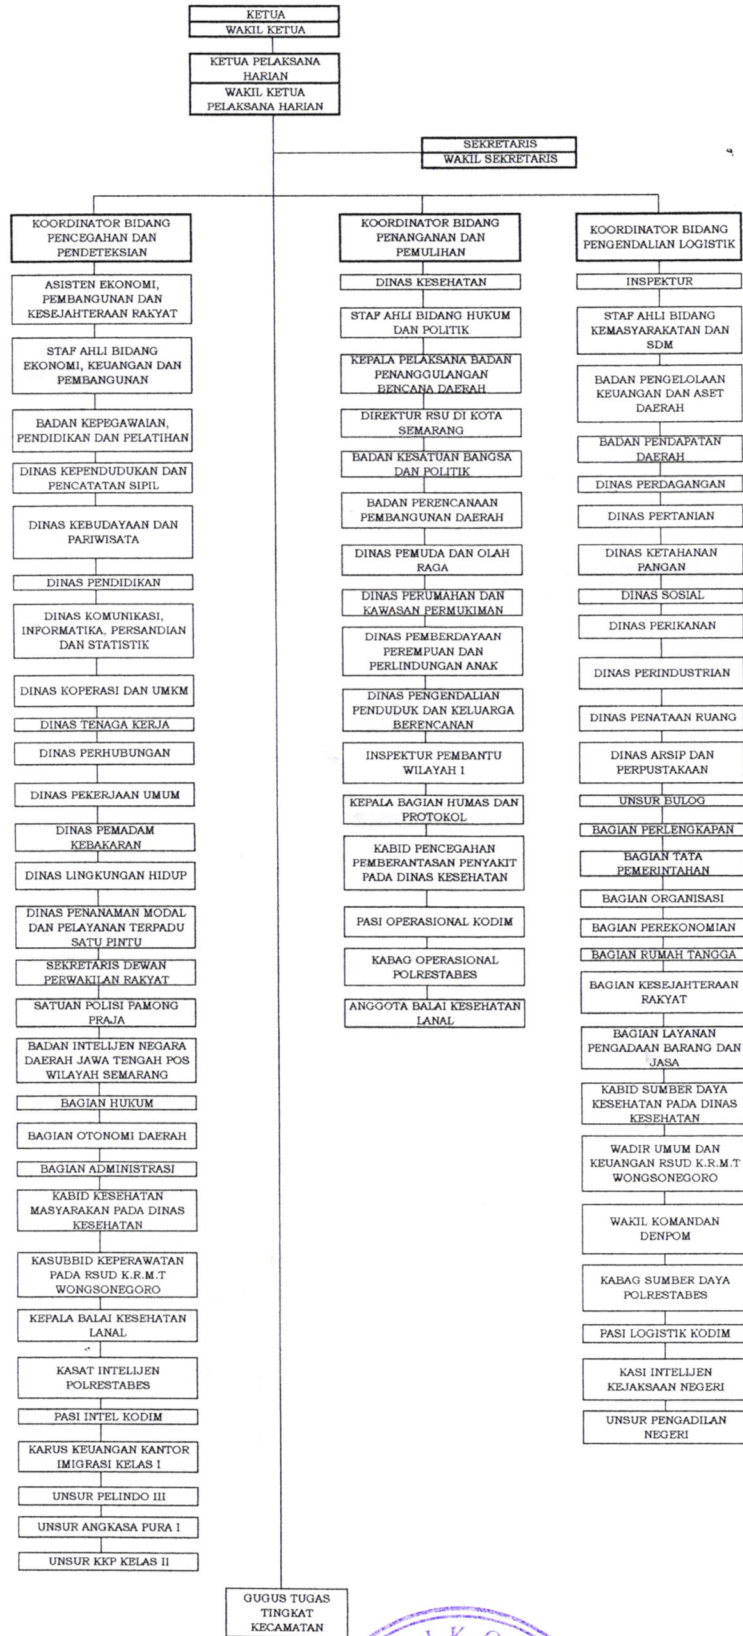 KETUA
WAKIL KETUA
KETUA PELAKSANA
HARIAN
WAKIL KETUA
PELAKSANA HARIAN
SEKRETARIS
WAKIL SEKRETARIS
KOORDINATOR BIDANG
PENCEGAHAN DAN
PENDETEKSIAN
ASISTEN EKONOMI,
PEMBANGUNAN DAN
KESEJAHTERAAN RAKYAT
STAF AHLI BIDANG
EKONOMI, KEUANGAN DAN
PEMBANGUNAN
BADAN KEPEGAWAIAN,
PENDIDIKAN DAN PELATIHAN
DINAS KEPENDUDUKAN DAN
PENCATATAN SIPIL
DINAS KEBUDAYAAN DAN
PARIWISATA
DINAS PENDIDIKAN
DINAS KOMUNIKASI,
INFORMATIKA, PERSANDIAN
DAN STATISTIK
DINAS KOPERASI DAN UMKM
DINAS TENAGA KERJA
DINAS PERHUBUNGAN
DINAS PEKERJAAN UMUM
DINAS PEMADAM
KEBAKARAN
DINAS LINGKUNGAN HIDUP
DINAS PENANAMAN MODAL
DAN PELAYANAN TERPADU
SATU PINTU
SEKRETARIS DEWAN
PERWAKILAN RAKYAT
SATUAN POLISI PAMONG
PRAJA
BADAN INTELIJEN NEGARA
DAERAH JAWA TENGAH POS
WILAYAH SEMARANG
BAGIAN HUKUM
BAGIAN OTONOMI DAERAH
BAGIAN ADMINISTRASI
KABID KESEHATAN
MASYARAKAN PADA DINAS
KESEHATAN
KASUBBID KEPERAWATAN
PADA RSUD K.R.M.T
WONGSONEGORO
KEPALA BALAI KESEHATAN
LANAL
KASAT INTELIJEN
POLRESTABES
PASI INTEL KODIM
KARUS KEUANGAN KANTOR
IMIGRASI KELAS I
UNSUR PELINDO III
UNSUR ANGKASA PURA I
UNSUR KKP KELAS II
KOORDINATOR BIDANG
PENANGANAN DAN
PEMULIHAN
DINAS KESEHATAN
STAF AHLI BIDANG HUKUM
DAN POLITIK
KEPALA PELAKSANA BADAN
PENANGGULANGAN
BENCANA DAERAH
DIREKTUR RSU DI KOTA
SEMARANG
BADAN KESATUAN BANGSA
DAN POLITIK
BADAN PERENCANAAN
PEMBANGUNAN DAERAH
DINAS PEMUDA DAN OLAH
RAGA
DINAS PERUMAHAN DAN
KAWASAN PERMUKIMAN
DINAS PEMBERDAYAAN
PEREMPUAN DAN
PERLINDUNGAN ANAK
DINAS PENGENDALIAN
PENDUDUK DAN KELUARGA
BERENCANAN
INSPEKTUR PEMBANTU
WILAYAH I
KEPALA BAGIAN HUMAS DAN
PROTOKOL
KABID PENCEGAHAN
PEMBERANTASAN PENYAKIT
PADA DINAS KESEHATAN
PASI OPERASIONAL KODIM
KABAG OPERASIONAL
POLRESTABES
ANGGOTA BALAI KESEHATAN
LANAL
KOORDINATOR BIDANG
PENGENDALIAN LOGISTIK
INSPEKTUR
STAF AHLI BIDANG
KEMASYARAKATAN DAN
SDM
BADAN PENGELOLAAN
KEUANGAN DAN ASET
DAERAH
BADAN PENDAPATAN
DAERAH
DINAS PERDAGANGAN
DINAS PERTANIAN
DINAS KETAHANAN
PANGAN
DINAS SOSIAL
DINAS PERIKANAN
DINAS PERINDUSTRIAN
DINAS PENATAAN RUANG
DINAS ARSIP DAN
PERPUSTAKAAN
UNSUR BULOG
BAGIAN PERLENGKAPAN
BAGIAN TATA
PEMERINTAHAN
BAGIAN ORGANISASI
BAGIAN PEREKONOMIAN
BAGIAN RUMAH TANGGA
BAGIAN KESEJAHTERAAN
RAKYAT
BAGIAN LAYANAN
PENGADAAN BARANG DAN
JASA
KABID SUMBER DAYA
KESEHATAN PADA DINAS
KESEHATAN
WADIR UMUM DAN
KEUANGAN RSUD K.R.M.T
WONGSONEGORO
WAKIL KOMANDAN
DENPOM
KABAG SUMBER DAYA
POLRESTABES
PASI LOGISTIK KODIM
KASI INTELIJEN
KEJAKSAAN NEGERI
UNSUR PENGADILAN
NEGERI
GUGUS TUGAS
TINGKAT
KECAMATAN